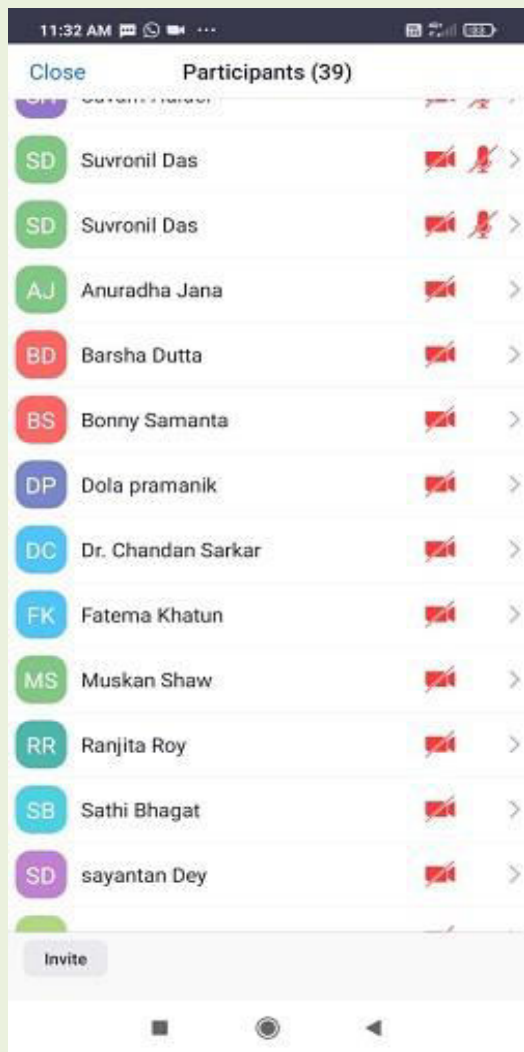 11:32 AM
Close Participants (39)
SD Suvronil Das
SD Suvronil Das
AJ Anuradha Jana
BD Barsha Dutta
BS Bonny Samanta
DP Dola pramanik
DC Dr. Chandan Sarkar
FK Fatema Khatun
MS Muskan Shaw
RR Ranjita Roy
SB Sathi Bhagat
SD sayantan Dey
Invite